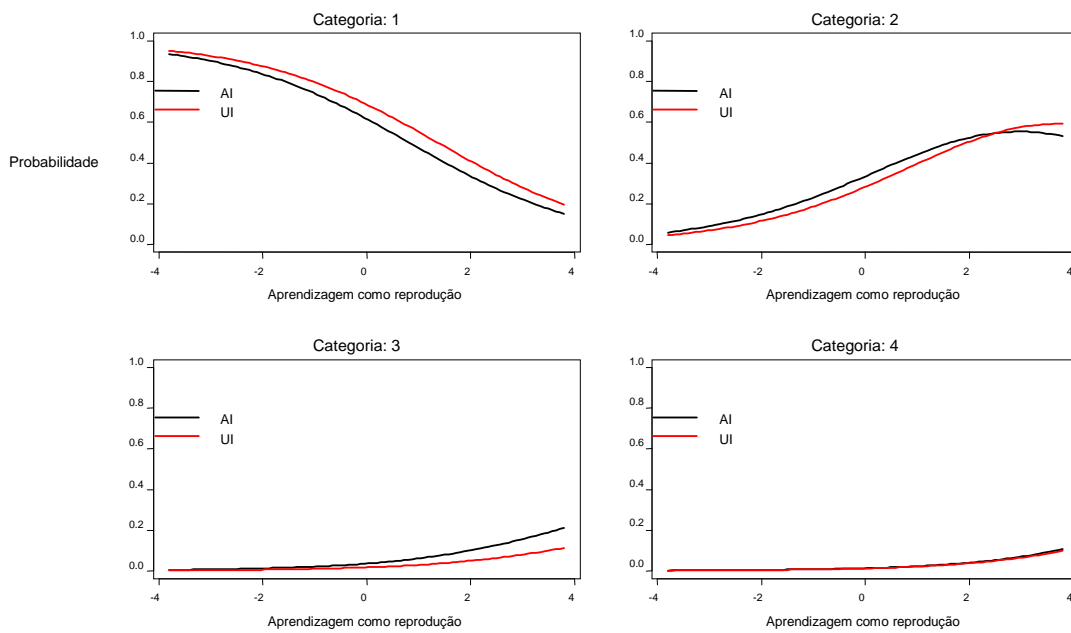 Categoria: 1
1.0
0.8
0.6
0.4
0.2
0.0
AI
UI
Probabilidade
-4 -2 0 2 4
Aprendizagem como reprodução
Categoria: 2
1.0
0.8
0.6
0.4
0.2
0.0
AI
UI
-4 -2 0 2 4
Aprendizagem como reprodução
Categoria: 3
1.0
0.8
0.6
0.4
0.2
0.0
AI
UI
-4 -2 0 2 4
Aprendizagem como reprodução
Categoria: 4
1.0
0.8
0.6
0.4
0.2
0.0
AI
UI
-4 -2 0 2 4
Aprendizagem como reprodução